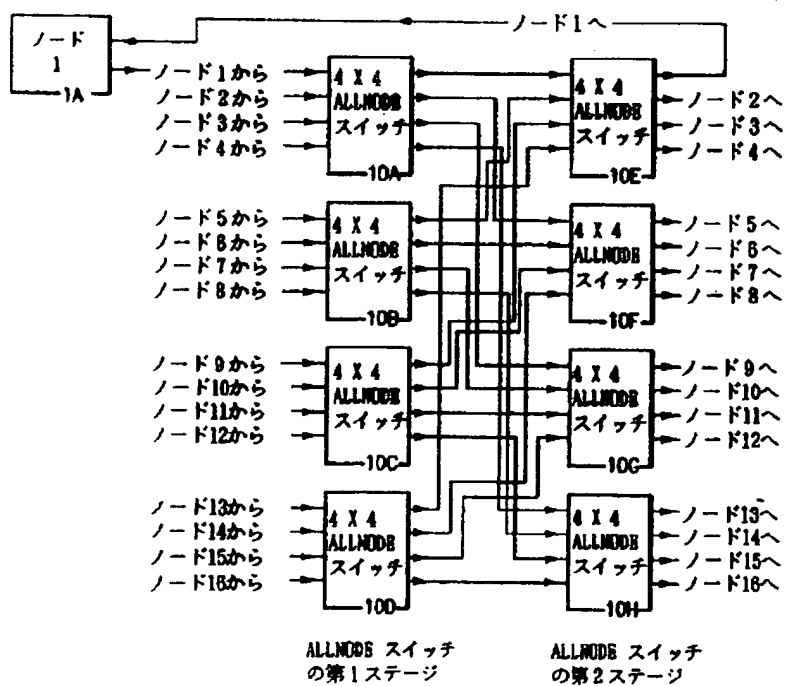 ノード1へ
ノード
1
1A
ノード1から
ノード2から
ノード3から
ノード4から
4 X 4
ALLNODE
スイッチ
10A
4 X 4
ALLNODE
スイッチ
10E
ノード2へ
ノード3へ
ノード4へ
ノード5から
ノード6から
ノード7から
ノード8から
4 X 4
ALLNODE
スイッチ
10B
4 X 4
ALLNODE
スイッチ
10F
ノード5へ
ノード6へ
ノード7へ
ノード8へ
ノード9から
ノード10から
ノード11から
ノード12から
4 X 4
ALLNODE
スイッチ
10C
4 X 4
ALLNODE
スイッチ
10G
ノード9へ
ノード10へ
ノード11へ
ノード12へ
ノード13から
ノード14から
ノード15から
ノード16から
4 X 4
ALLNODE
スイッチ
10D
4 X 4
ALLNODE
スイッチ
10H
ノード13へ
ノード14へ
ノード15へ
ノード16へ
ALLNODE スイッチ
の第1ステージ
ALLNODE スイッチ
の第2ステージ